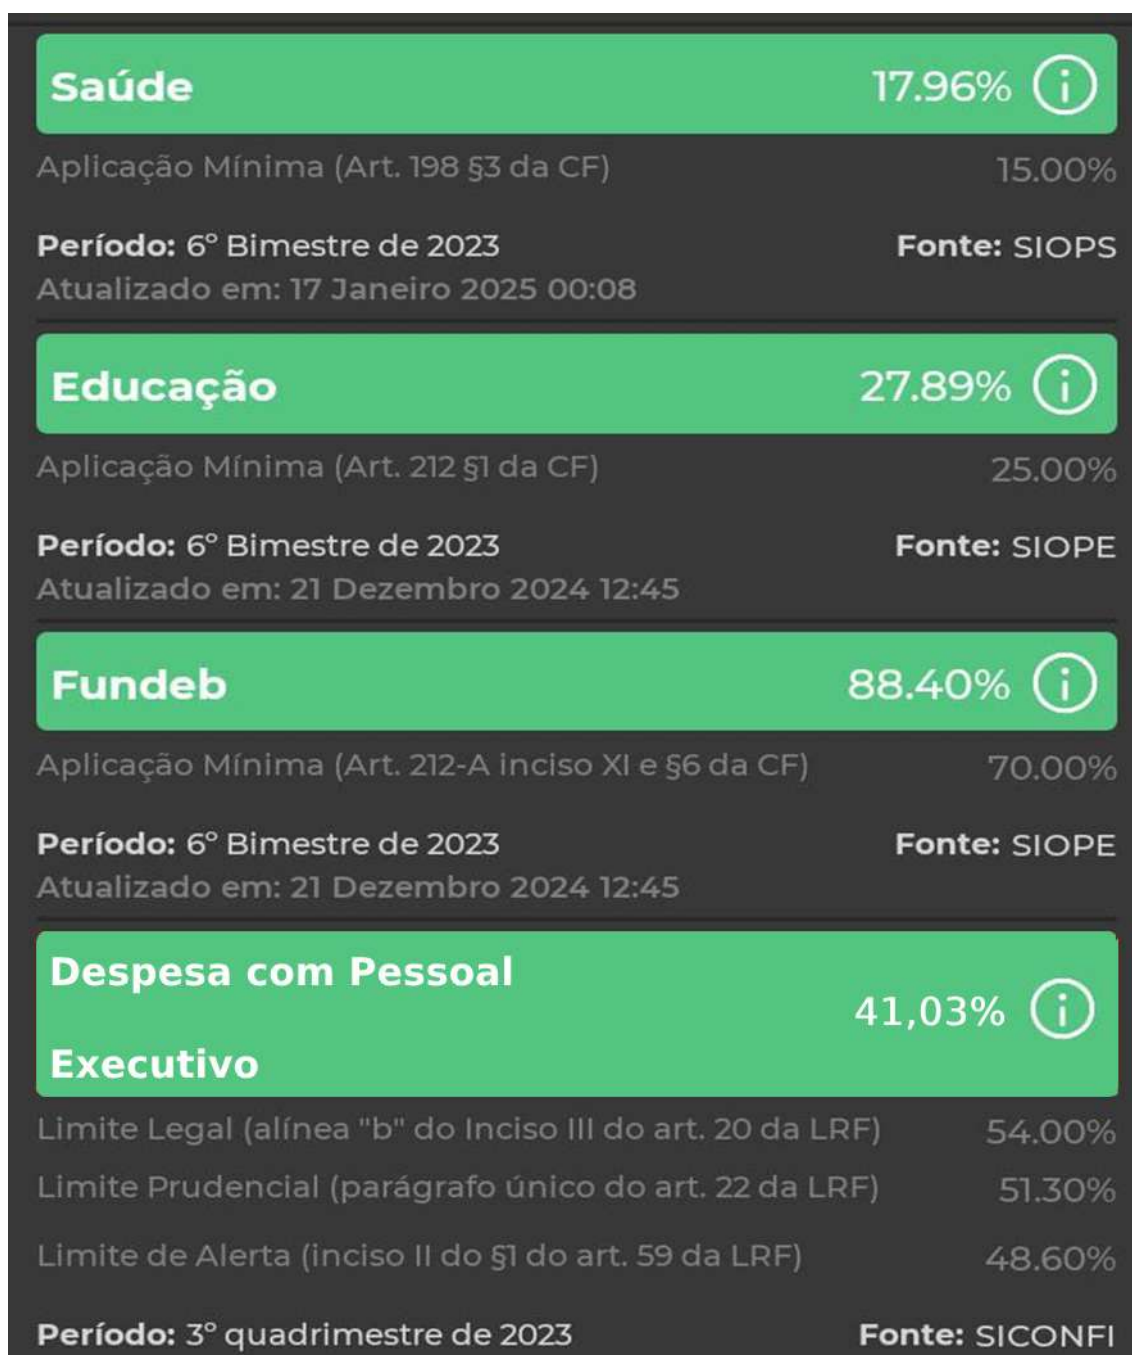 Saúde 17.96%
Aplicação Mínima (Art. 198 §3 da CF) 15.00%
Período: 6º Bimestre de 2023 Fonte: SIOPS
Atualizado em: 17 Janeiro 2025 00:08
Educação 27.89%
Aplicação Mínima (Art. 212 §1 da CF) 25.00%
Período: 6º Bimestre de 2023 Fonte: SIOPE
Atualizado em: 21 Dezembro 2024 12:45
Fundeb 88.40%
Aplicação Mínima (Art. 212-A inciso XI e §6 da CF) 70.00%
Período: 6º Bimestre de 2023 Fonte: SIOPE
Atualizado em: 21 Dezembro 2024 12:45
Despesa com Pessoal
41,03%
Executivo
Limite Legal (alínea "b" do Inciso III do art. 20 da LRF) 54.00%
Limite Prudencial (parágrafo único do art. 22 da LRF) 51.30%
Limite de Alerta (inciso II do §1 do art. 59 da LRF) 48.60%
Período: 3º quadrimestre de 2023 Fonte: SICONFI